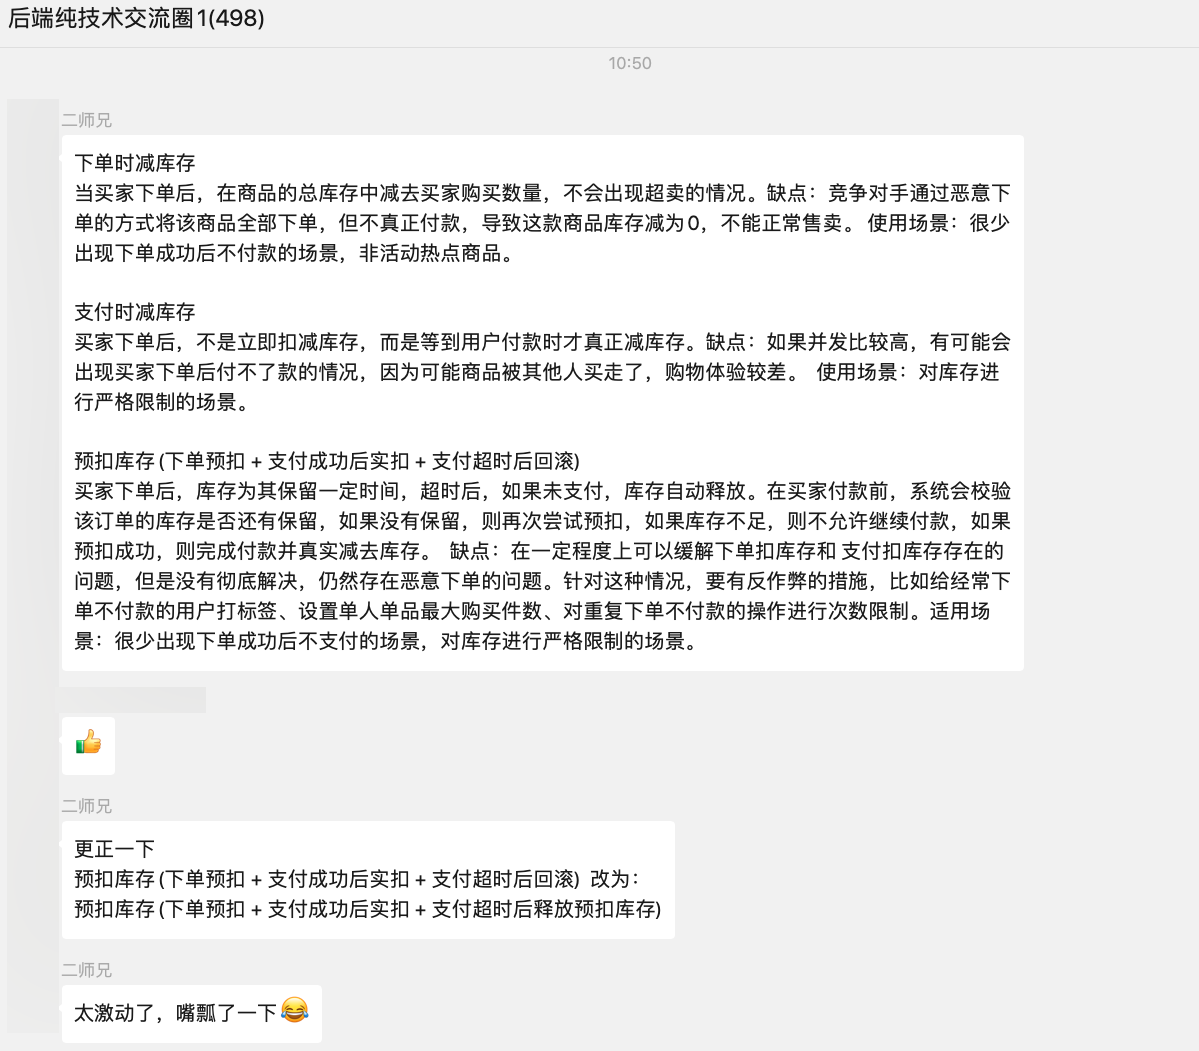 后端纯技术交流圈1(498)
10:50
二师兄
下单时减库存
当买家下单后，在商品的总库存中减去买家购买数量，不会出现超卖的情况。缺点：竞争对手通过恶意下
单的方式将该商品全部下单，但不真正付款，导致这款商品库存减为0，不能正常售卖。 使用场景：很少
出现下单成功后不付款的场景，非活动热点商品。
支付时减库存
买家下单后，不是立即扣减库存，而是等到用户付款时才真正减库存。缺点：如果并发比较高，有可能会
出现买家下单后付不了款的情况，因为可能商品被其他人买走了，购物体验较差。 使用场景：对库存进
行严格限制的场景。
预扣库存(下单预扣 + 支付成功后实扣 + 支付超时后回滚)
买家下单后，库存为其保留一定时间，超时后，如果未支付，库存自动释放。在买家付款前，系统会校验
该订单的库存是否还有保留，如果没有保留，则再次尝试预扣，如果库存不足，则不允许继续付款，如果
预扣成功，则完成付款并真实减去库存。 缺点：在一定程度上可以缓解下单扣库存和 支付扣库存存在的
问题，但是没有彻底解决，仍然存在恶意下单的问题。针对这种情况，要有反作弊的措施，比如给经常下
单不付款的用户打标签、设置单人单品最大购买件数、对重复下单不付款的操作进行次数限制。适用场
景：很少出现下单成功后不支付的场景，对库存进行严格限制的场景。
👍
二师兄
更正一下
预扣库存(下单预扣 + 支付成功后实扣 + 支付超时后回滚) 改为：
预扣库存(下单预扣 + 支付成功后实扣 + 支付超时后释放预扣库存)
二师兄
太激动了，嘴瓢了一下😂